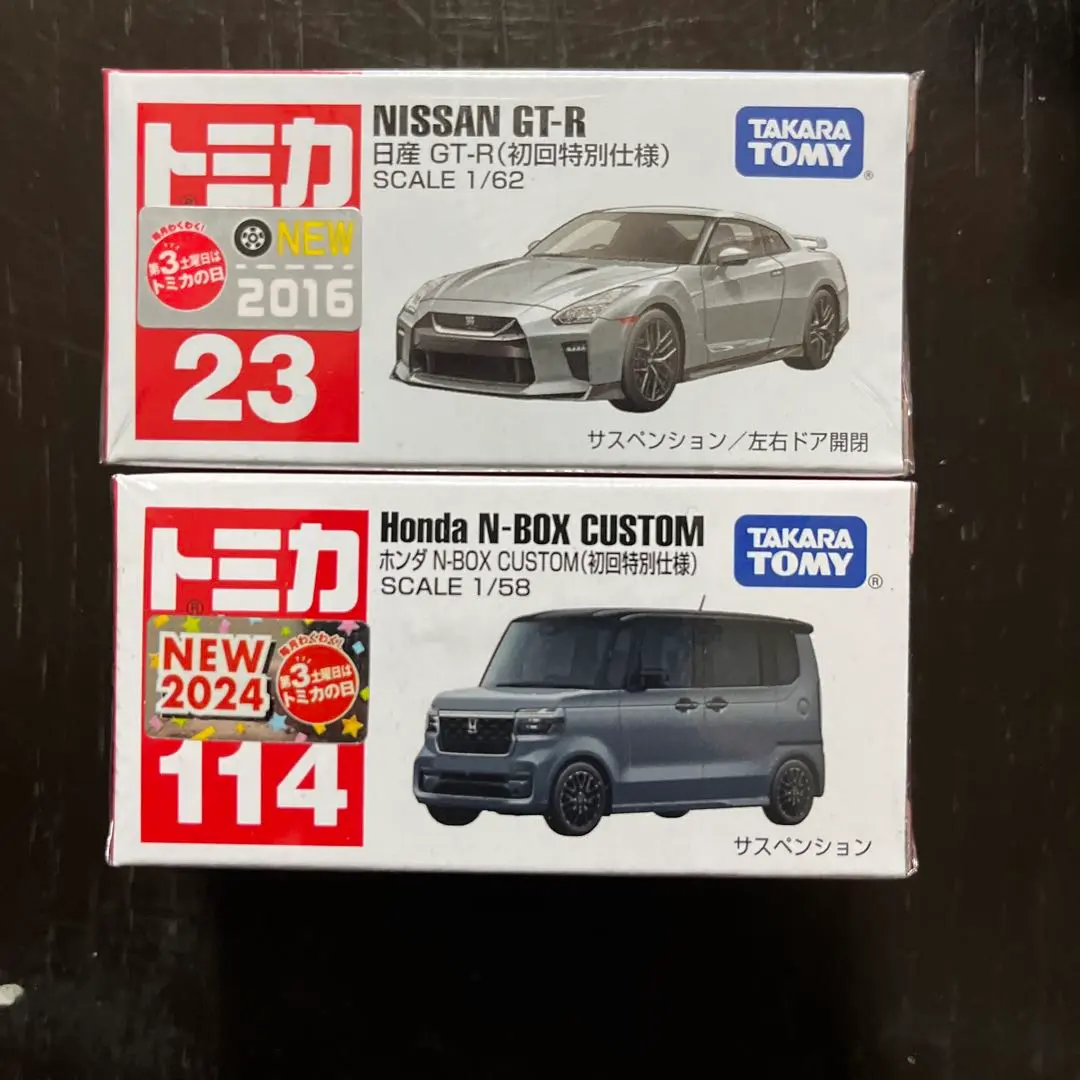 トミカ
®
毎月わくわく!
第3土曜日は
トミカの日
NEW
2016
23
NISSAN GT-R
日産 GT-R(初回特別仕様)
SCALE 1/62
TAKARA
TOMY
®
サスペンション/左右ドア開閉
トミカ
®
NEW
2024
毎月わくわく!
第3土曜日は
トミカの日
114
Honda N-BOX CUSTOM
ホンダ N-BOX CUSTOM(初回特別仕様)
SCALE 1/58
TAKARA
TOMY
®
サスペンション